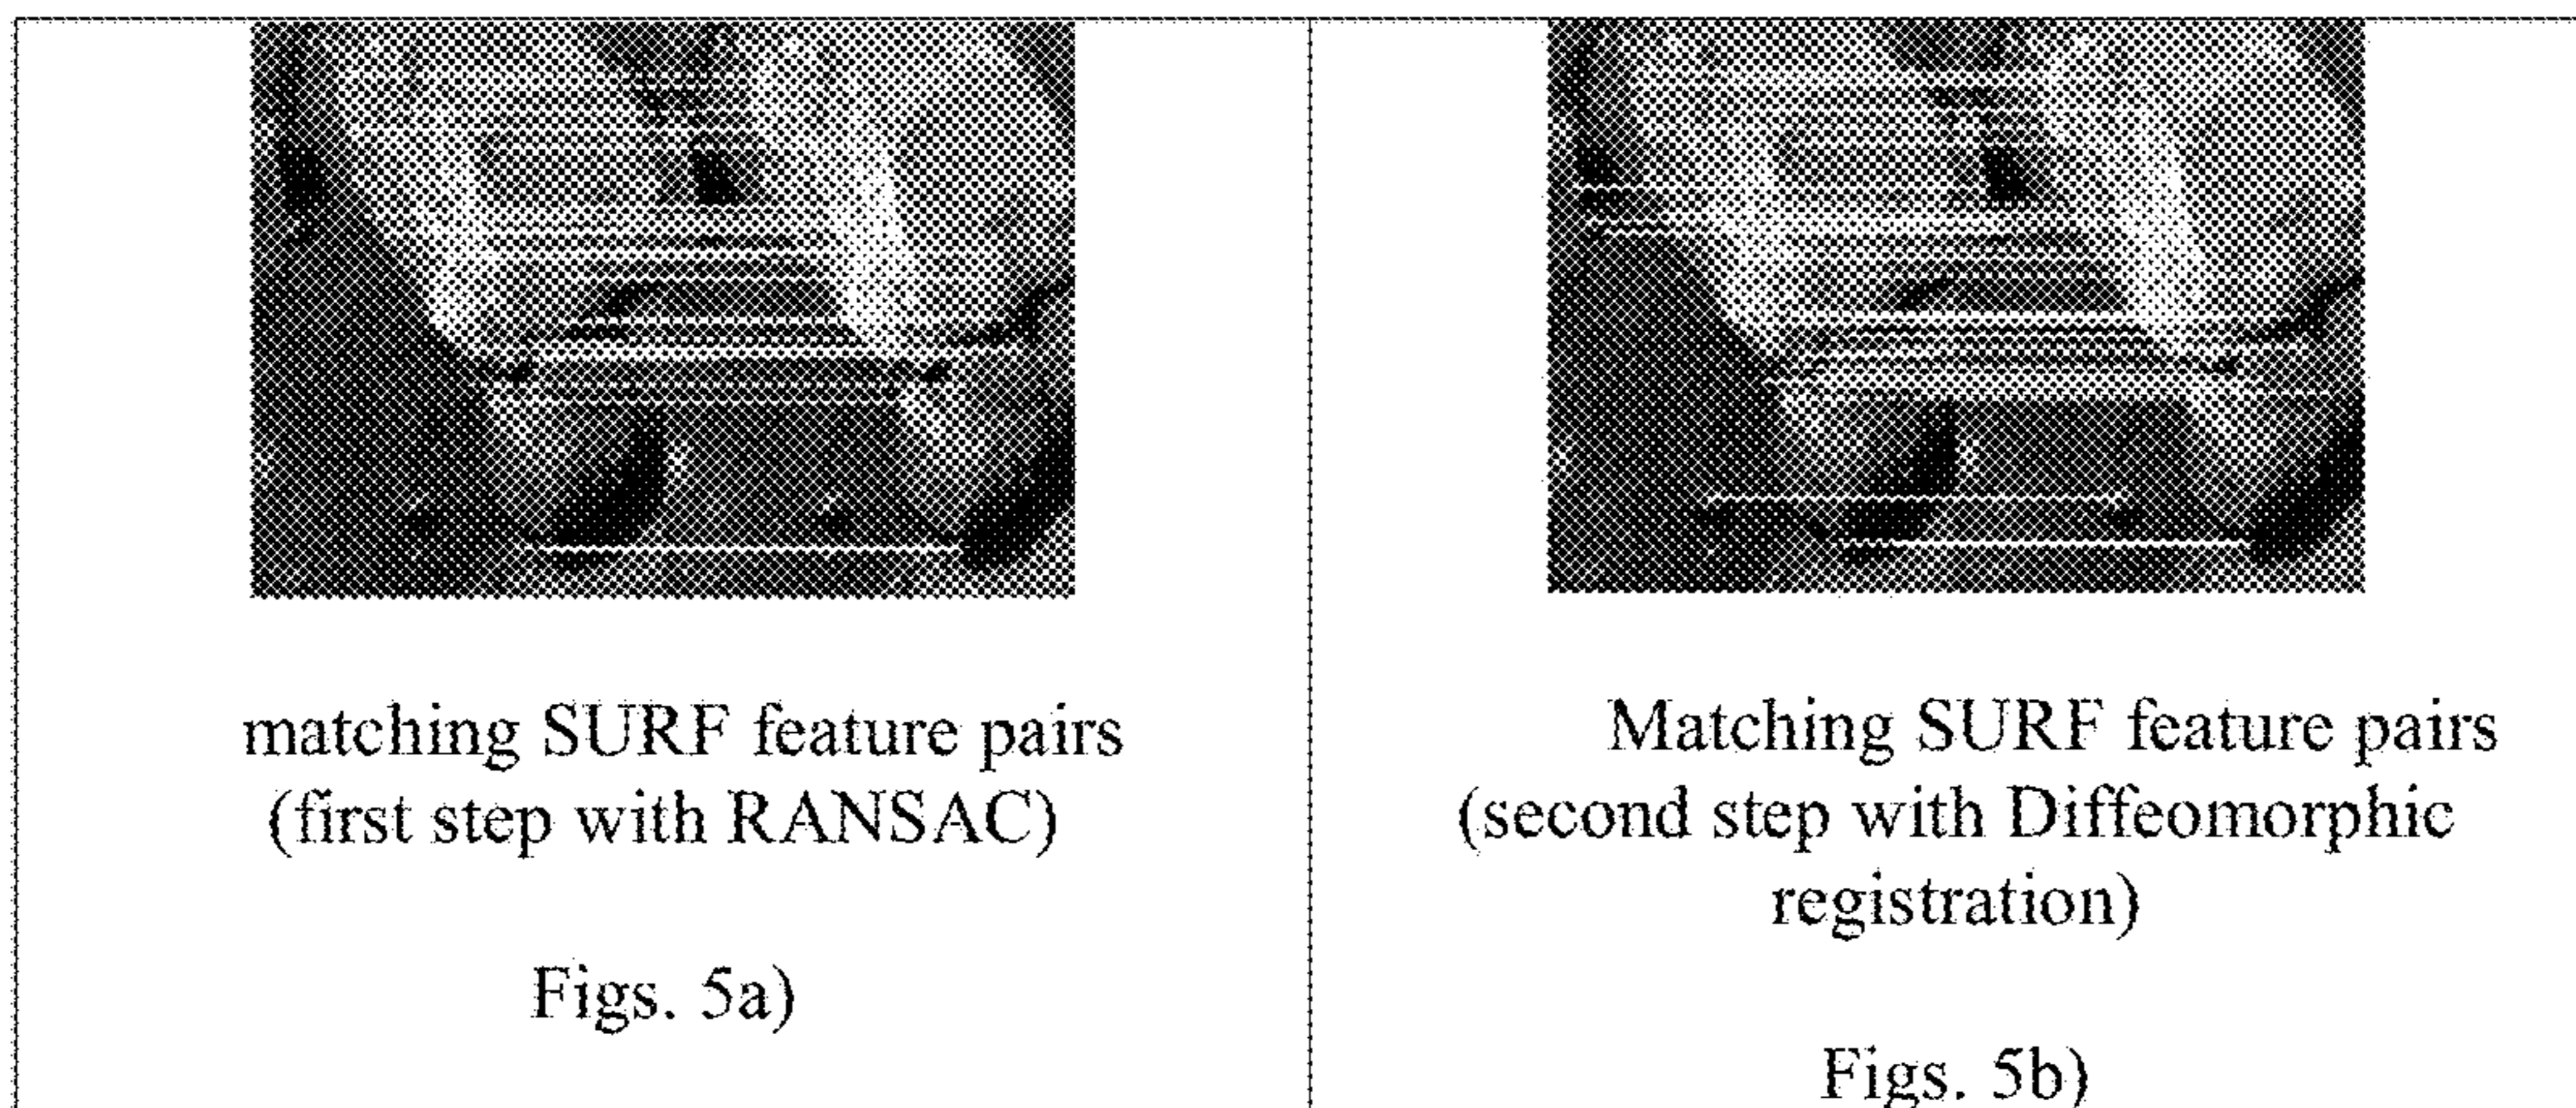 matching SURF feature pairs
(first step with RANSAC)
Figs. 5a)
Matching SURF feature pairs
(second step with Diffeomorphic
registration)
Figs. 5b)